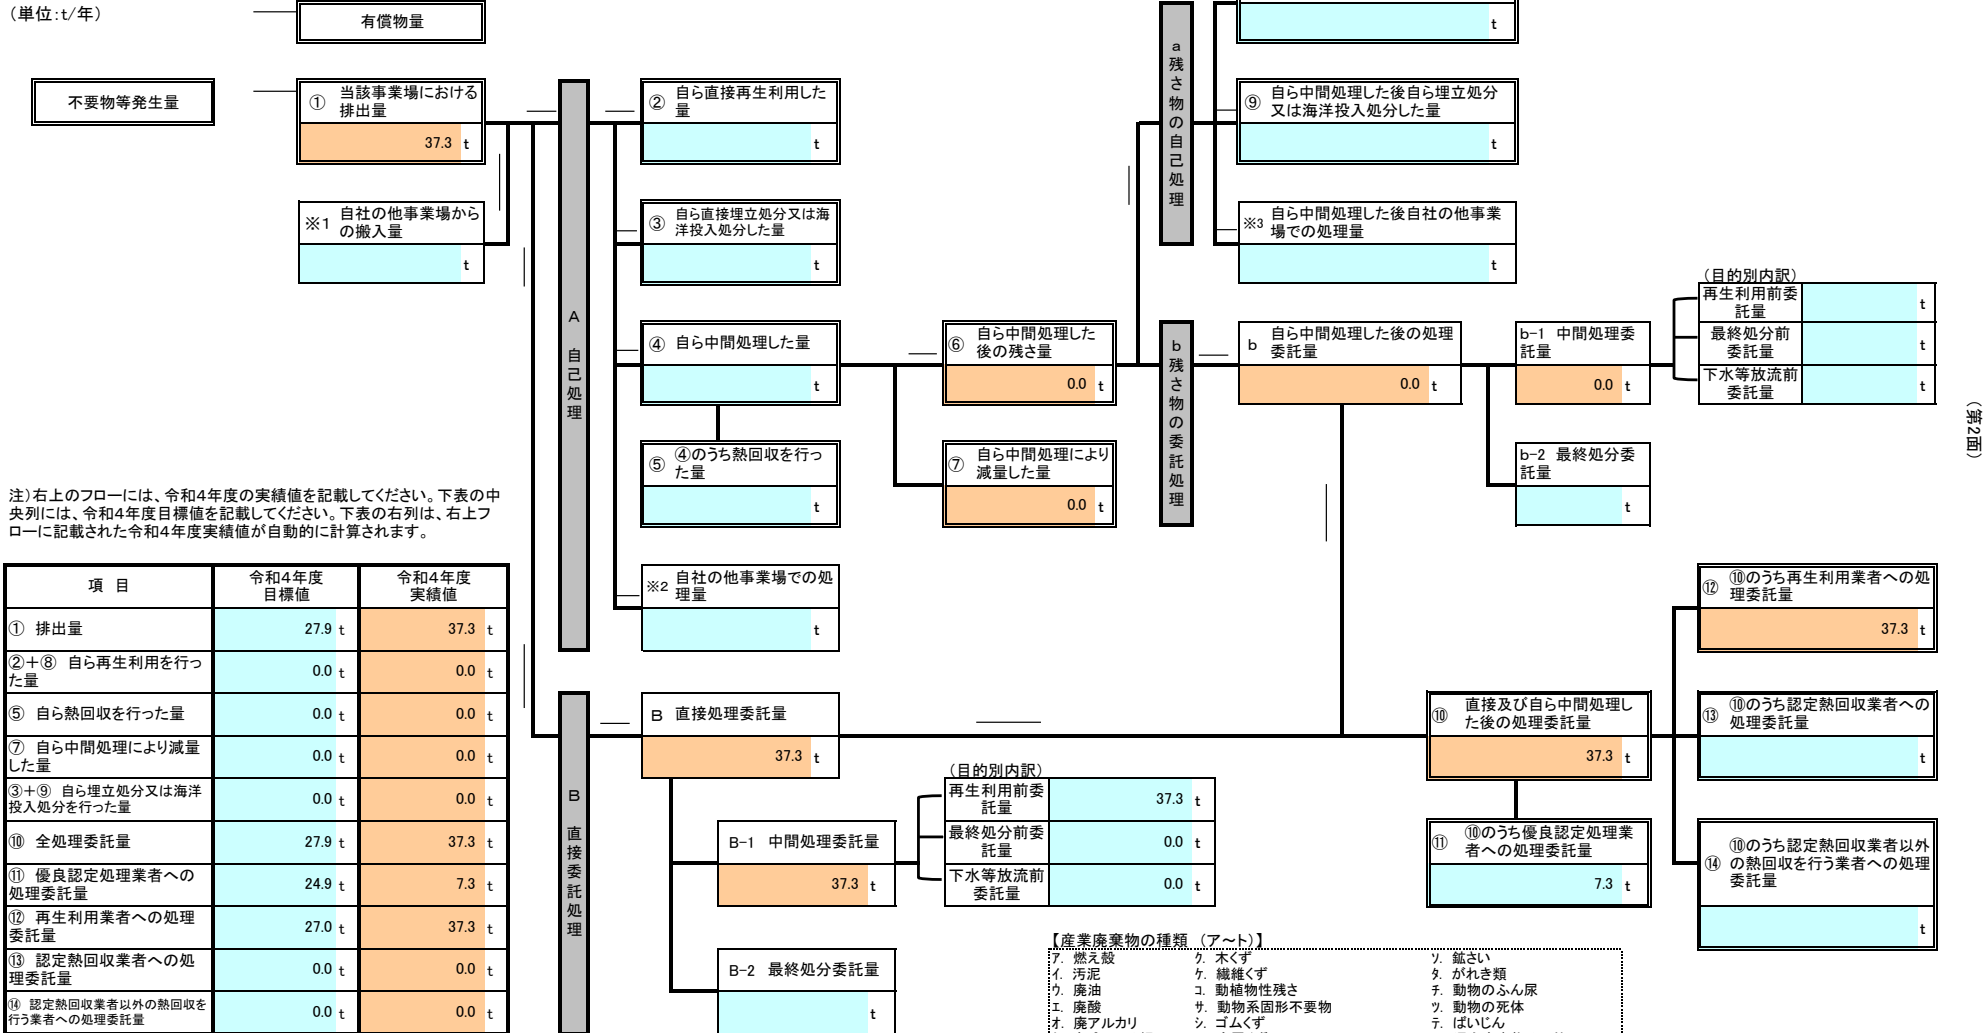 (単位:t/年)
有償物量
t
不要物等発生量
① 当該事業場における
排出量
37.3 t
※1 自社の他事業場から
の搬入量
t
A 自己処理
② 自ら直接再生利用した
量
t
③ 自ら直接埋立処分又は海
洋投入処分した量
t
④ 自ら中間処理した量
t
⑤ ④のうち熱回収を行っ
た量
t
※2 自社の他事業場での処
理量
t
⑥ 自ら中間処理した
後の残さ量
0.0 t
⑦ 自ら中間処理により
減量した量
0.0 t
a 残さ物の自己処理
⑨ 自ら中間処理した後自ら埋立処分
又は海洋投入処分した量
t
※3 自ら中間処理した後自社の他事業
場での処理量
t
b 残さ物の委託処理
b 自ら中間処理した後の処理
委託量
0.0 t
b-1 中間処理委
託量
0.0 t
b-2 最終処分委
託量
t
(目的別内訳)
再生利用前委
託量
t
最終処分前
委託量
t
下水等放流前
委託量
t
(第2面)
注)右上のフローには、令和4年度の実績値を記載してください。下表の中
央列には、令和4年度目標値を記載してください。下表の右列は、右上フ
ローに記載された令和4年度実績値が自動的に計算されます。
項 目 令和4年度
目標値 令和4年度
実績値
① 排出量 27.9 t 37.3 t
②+⑧ 自ら再生利用を行っ
た量 0.0 t 0.0 t
⑤ 自ら熱回収を行った量 0.0 t 0.0 t
⑦ 自ら中間処理により減量
した量 0.0 t 0.0 t
③+⑨ 自ら埋立処分又は海洋
投入処分を行った量 0.0 t 0.0 t
⑩ 全処理委託量 27.9 t 37.3 t
⑪ 優良認定処理業者への
処理委託量 24.9 t 7.3 t
⑫ 再生利用業者への処理
委託量 27.0 t 37.3 t
⑬ 認定熱回収業者への処
理委託量 0.0 t 0.0 t
⑭ 認定熱回収業者以外の熱回収を
行う業者への処理委託量 0.0 t 0.0 t
B 直接委託処理
B 直接処理委託量
37.3 t
B-1 中間処理委託量
37.3 t
B-2 最終処分委託量
t
(目的別内訳)
再生利用前委
託量
37.3 t
最終処分前委
託量
0.0 t
下水等放流前
委託量
0.0 t
⑩ 直接及び自ら中間処理し
た後の処理委託量
37.3 t
⑪ ⑩のうち優良認定処理業
者への処理委託量
7.3 t
⑫ ⑩のうち再生利用業者への処
理委託量
37.3 t
⑬ ⑩のうち認定熱回収業者への
処理委託量
t
⑭ ⑩のうち認定熱回収業者以外
の熱回収を行う業者への処理
委託量
t
【産業廃棄物の種類 (ア～ト)】
ア. 燃え殻 ク. 木くず ソ. 鉱さい
イ. 汚泥 ケ. 繊維くず タ. がれき類
ウ. 廃油 コ. 動植物性残さ チ. 動物のふん尿
エ. 廃酸 サ. 動物系固形不要物 ツ. 動物の死体
オ. 廃アルカリ シ. ゴムくず テ. ばいじん